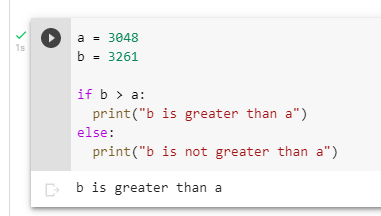 a = 3048
1s
b = 3261
if b > a:
  print("b is greater than a")
else:
  print("b is not greater than a")
b is greater than a